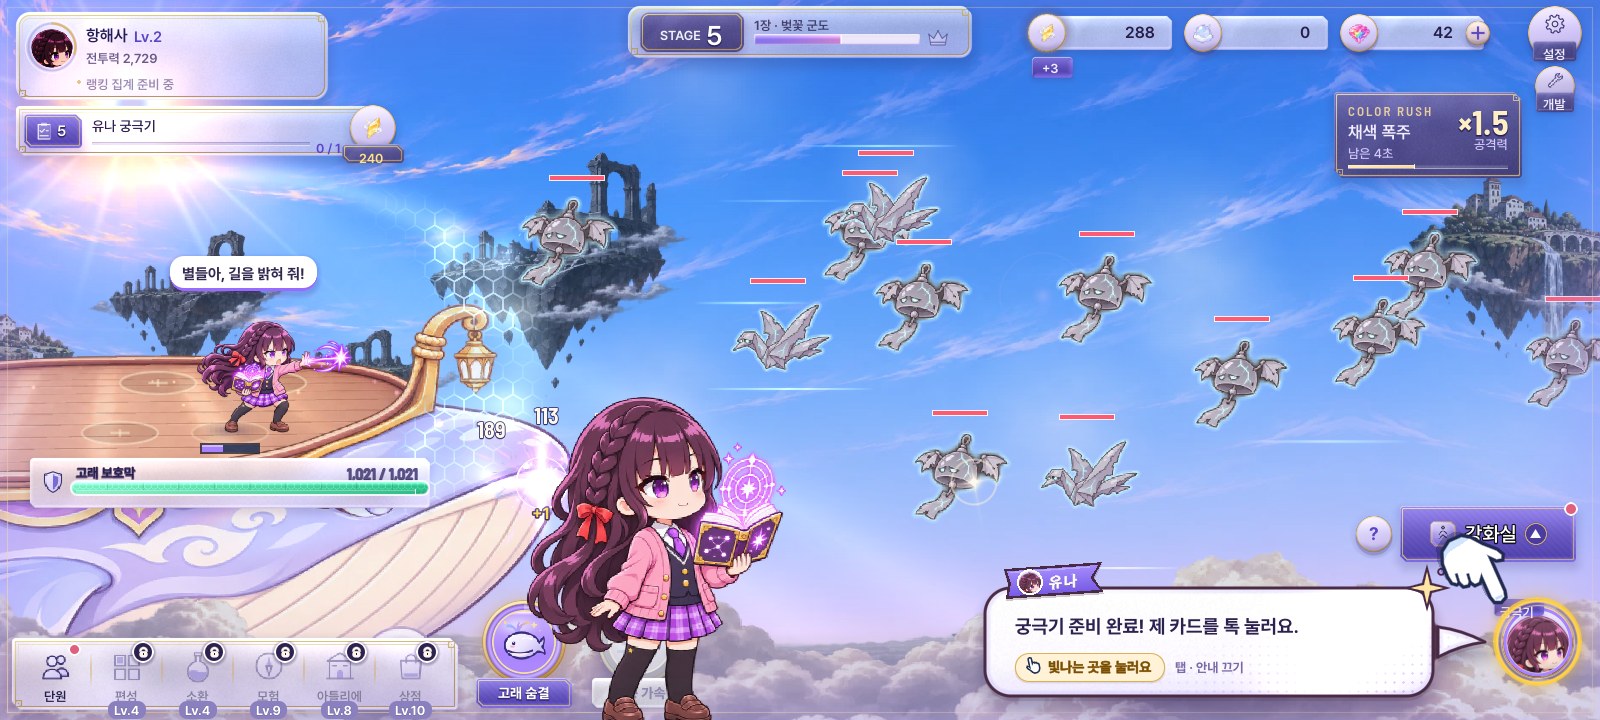 항해사 Lv.2
전투력 2,729
랭킹 집계 준비 중
5 유나 궁극기
0 / 1
240
STAGE 5
1장 · 벚꽃 군도
288
+3
0
42
설정
개발
COLOR RUSH
채색 폭주
×1.5
공격력
남은 4초
별들아, 길을 밝혀 줘!
고래 보호막 1,021 / 1,021
189
113
+1
?
강화실
유나
궁극기 준비 완료! 제 카드를 톡 눌러요.
빛나는 곳을 눌러요 탭 · 안내 끄기
궁극기
단원
편성
Lv.4
소환
Lv.4
모험
Lv.9
아틀리에
Lv.8
상점
Lv.10
고래 숨결
가속